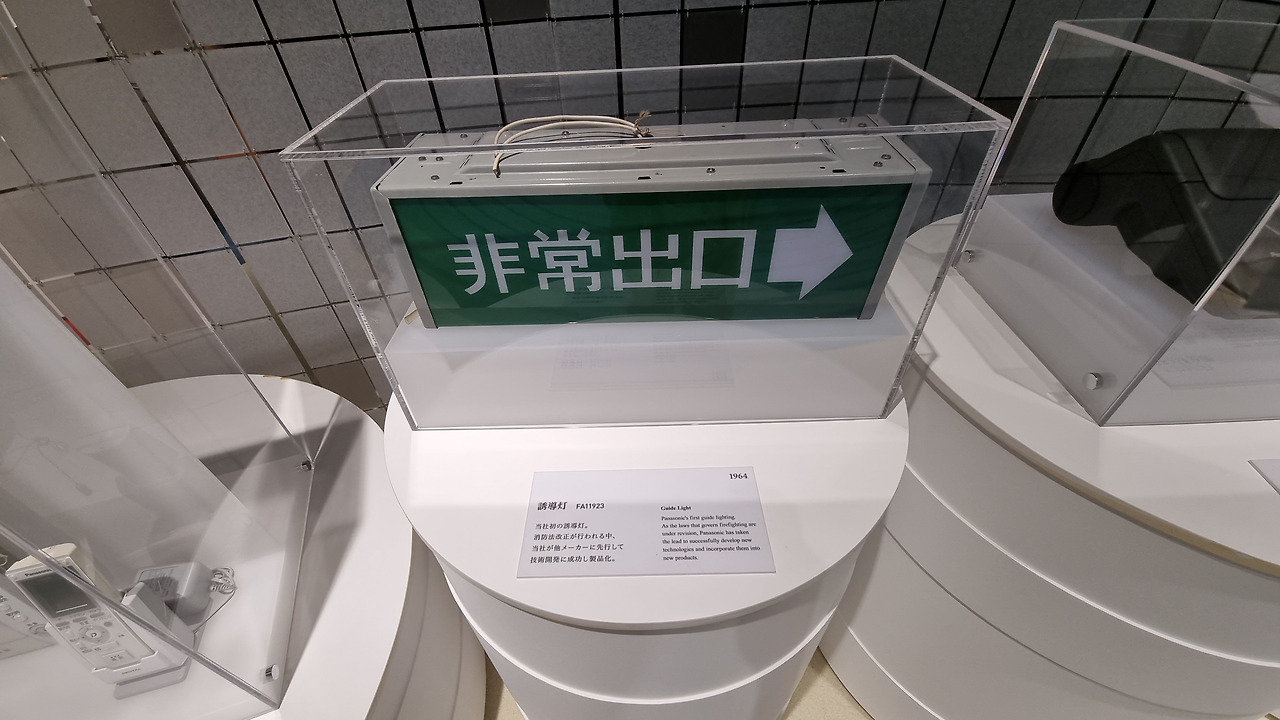 非常出口
1964
誘導灯 FA11923
当社初の誘導灯。
消防法改正が行われる中、
当社が他メーカーに先行して
技術開発に成功し製品化。
Guide Light
Panasonic's first guide lighting.
As the laws that govern firefighting are
under revision, Panasonic has taken
the lead to successfully develop new
technologies and incorporate them into
new products.